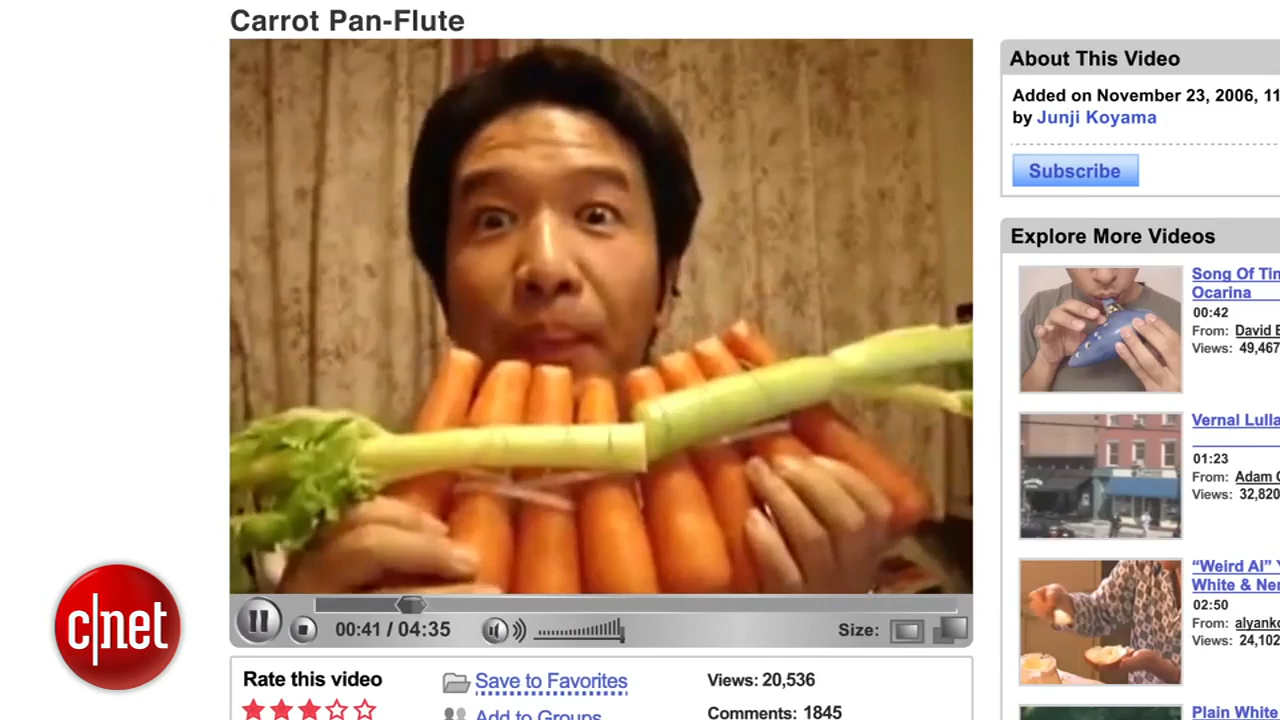 Carrot Pan-Flute
00:41 / 04:35
Size:
Rate this video
Save to Favorites
Add to Groups
Views: 20,536
Comments: 1845
c|net
About This Video
Added on November 23, 2006, 11
by Junji Koyama
Subscribe
Explore More Videos
Song Of Tin
Ocarina
00:42
From: David E
Views: 49,467
Vernal Lulla
01:23
From: Adam C
Views: 32,820
"Weird Al" Y
White & Ner
02:50
From: alyanko
Views: 24,102
Plain White